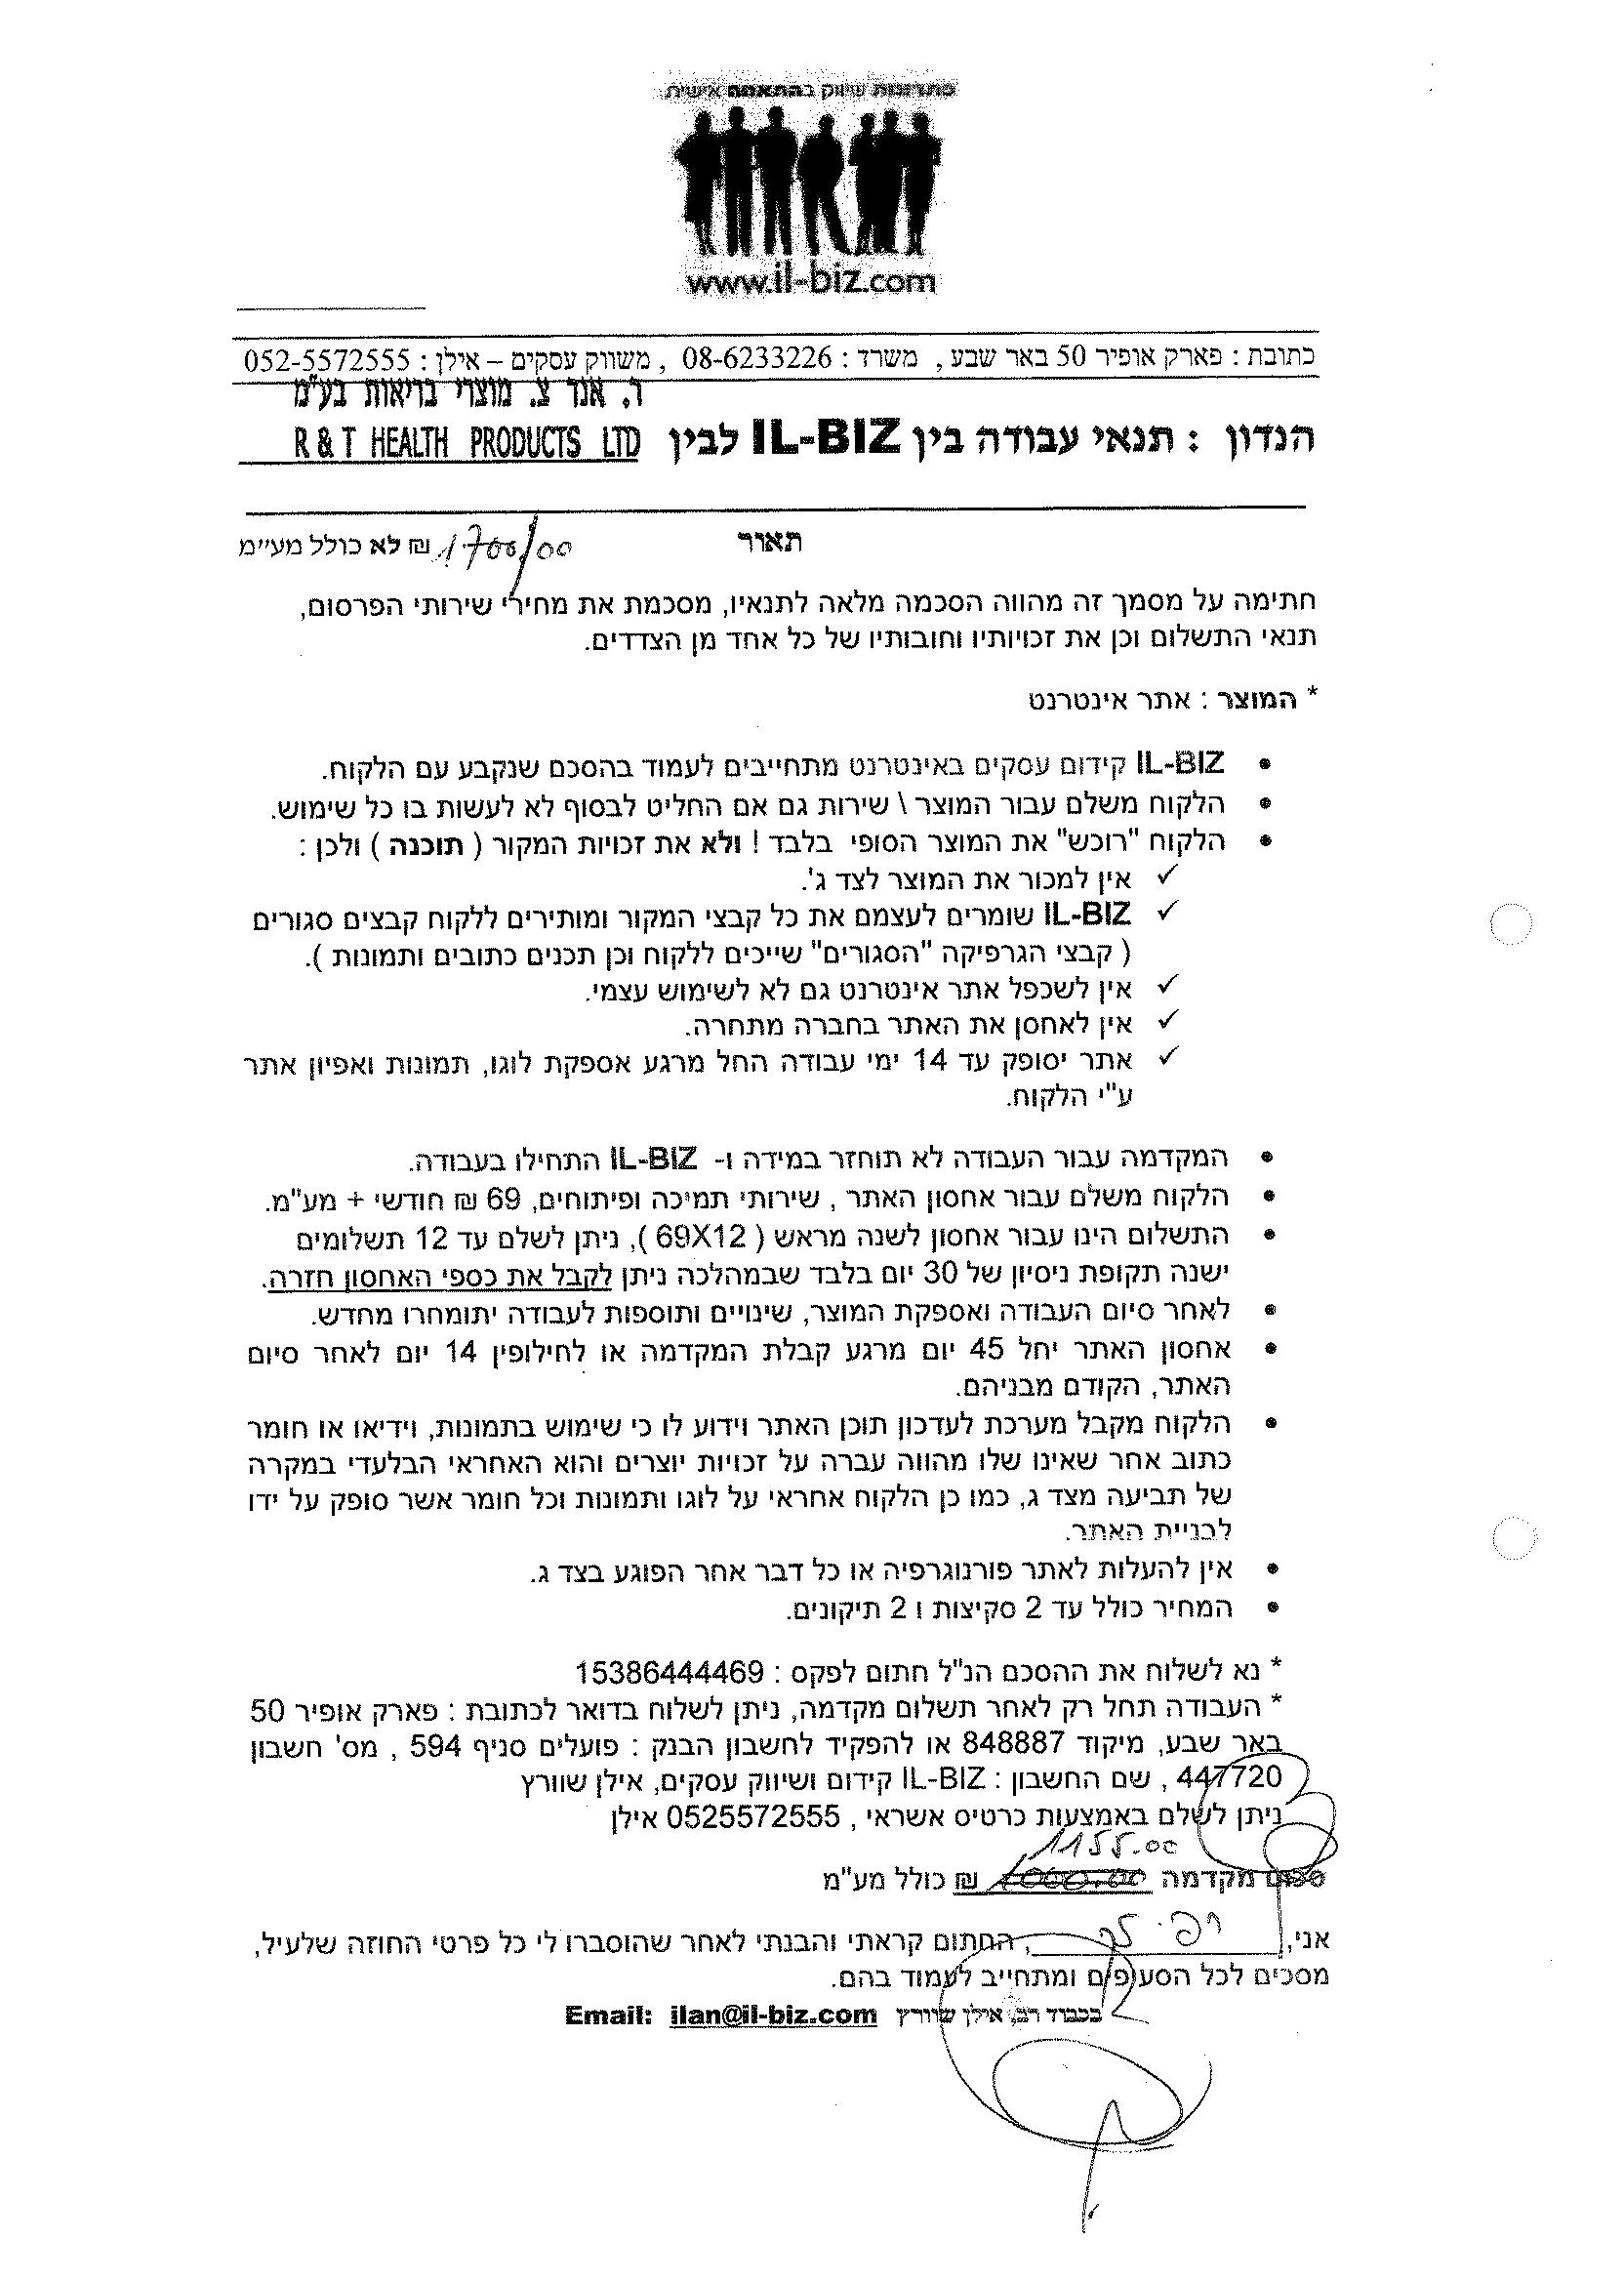 פתרונות שיווק בהתאמה אישית
www.il-biz.com
כתובת : פארק אופיר 50 באר שבע , משרד : 08-6233226 , משווק עסקים – אילן : 052-5572555
ר. אנד צ. מוצרי בריאות בע"מ
הנדון : תנאי עבודה בין IL-BIZ לבין R & T HEALTH PRODUCTS LTD
תאור 1700/00 ₪ לא כולל מע"מ
חתימה על מסמך זה מהווה הסכמה מלאה לתנאיו, מסכמת את מחירי שירותי הפרסום,
תנאי התשלום וכן את זכויותיו וחובותיו של כל אחד מן הצדדים.
* המוצר : אתר אינטרנט
• IL-BIZ קידום עסקים באינטרנט מתחייבים לעמוד בהסכם שנקבע עם הלקוח.
• הלקוח משלם עבור המוצר \ שירות גם אם החליט לבסוף לא לעשות בו כל שימוש.
• הלקוח "רוכש" את המוצר הסופי בלבד ! ולא את זכויות המקור ( תוכנה ) ולכן :
✓ אין למכור את המוצר לצד ג'.
✓ IL-BIZ שומרים לעצמם את כל קבצי המקור ומותירים ללקוח קבצים סגורים
( קבצי הגרפיקה "הסגורים" שייכים ללקוח וכן תכנים כתובים ותמונות ).
✓ אין לשכפל אתר אינטרנט גם לא לשימוש עצמי.
✓ אין לאחסן את האתר בחברה מתחרה.
✓ אתר יסופק עד 14 ימי עבודה החל מרגע אספקת לוגו, תמונות ואפיון אתר
ע"י הלקוח.
• המקדמה עבור העבודה לא תוחזר במידה ו- IL-BIZ התחילו בעבודה.
• הלקוח משלם עבור אחסון האתר , שירותי תמיכה ופיתוחים, 69 ₪ חודשי + מע"מ.
• התשלום הינו עבור אחסון לשנה מראש ( 69X12 ), ניתן לשלם עד 12 תשלומים
ישנה תקופת ניסיון של 30 יום בלבד שבמהלכה ניתן לקבל את כספי האחסון חזרה.
• לאחר סיום העבודה ואספקת המוצר, שינויים ותוספות לעבודה יתומחרו מחדש.
• אחסון האתר יחל 45 יום מרגע קבלת המקדמה או לחילופין 14 יום לאחר סיום
האתר, הקודם מבניהם.
• הלקוח מקבל מערכת לעדכון תוכן האתר וידוע לו כי שימוש בתמונות, וידיאו או חומר
כתוב אחר שאינו שלו מהווה עברה על זכויות יוצרים והוא האחראי הבלעדי במקרה
של תביעה מצד ג, כמו כן הלקוח אחראי על לוגו ותמונות וכל חומר אשר סופק על ידו
לבניית האתר.
• אין להעלות לאתר פורנוגרפיה או כל דבר אחר הפוגע בצד ג.
• המחיר כולל עד 2 סקיצות ו 2 תיקונים.
* נא לשלוח את ההסכם הנ"ל חתום לפקס : 15386444469
* העבודה תחל רק לאחר תשלום מקדמה, ניתן לשלוח בדואר לכתובת : פארק אופיר 50
באר שבע, מיקוד 848887 או להפקיד לחשבון הבנק : פועלים סניף 594 , מס' חשבון
447720 , שם החשבון : IL-BIZ קידום ושיווק עסקים, אילן שוורץ
ניתן לשלם באמצעות כרטיס אשראי , 0525572555 אילן
1155.00
סכום מקדמה 1000.00 ₪ כולל מע"מ
אני, , החתום קראתי והבנתי לאחר שהוסברו לי כל פרטי החוזה שלעיל,
מסכים לכל הסעיפים ומתחייב לעמוד בהם.
בכבוד רב, אילן שוורץ Email: ilan@il-biz.com